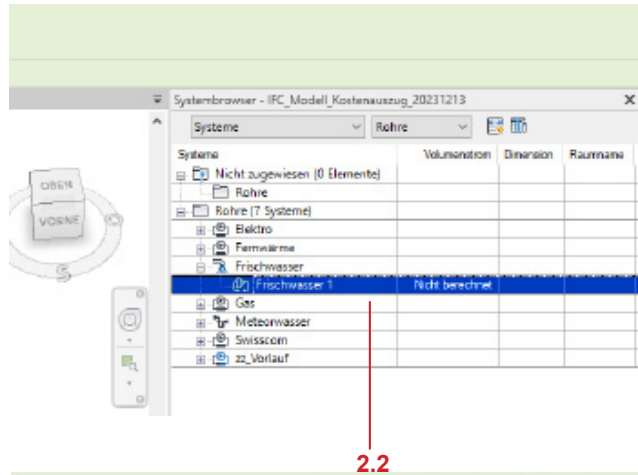 Systembrowser - IFC_Modell_Kostenauszug_20231213
Systeme Rohre
Systeme Volumenstrom Dimension Raumname
Nicht zugewiesen (0 Elemente)
Rohre
Rohre (7 Systeme)
OBEN
VORNE
Elektro
Fernwärme
Frischwasser
Frischwasser 1 Nicht berechnet
Gas
Meteorwasser
Swisscom
zz_Vorlauf
S
2.2